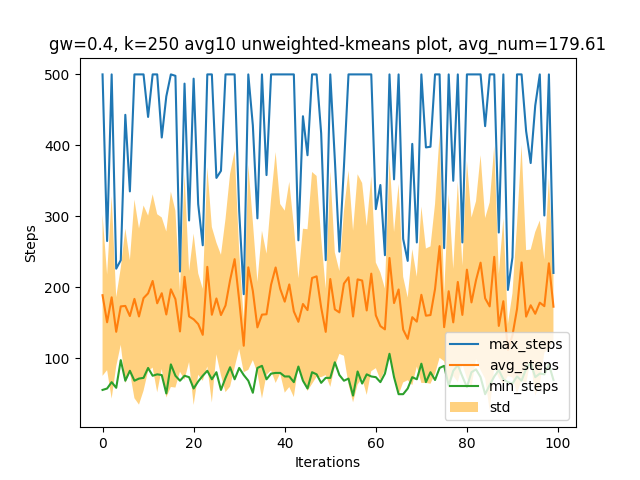 gw=0.4, k=250 avg10 unweighted-kmeans plot, avg_num=179.61
500
400
300
200
100
Steps
max_steps
avg_steps
min_steps
std
0 20 40 60 80 100
Iterations